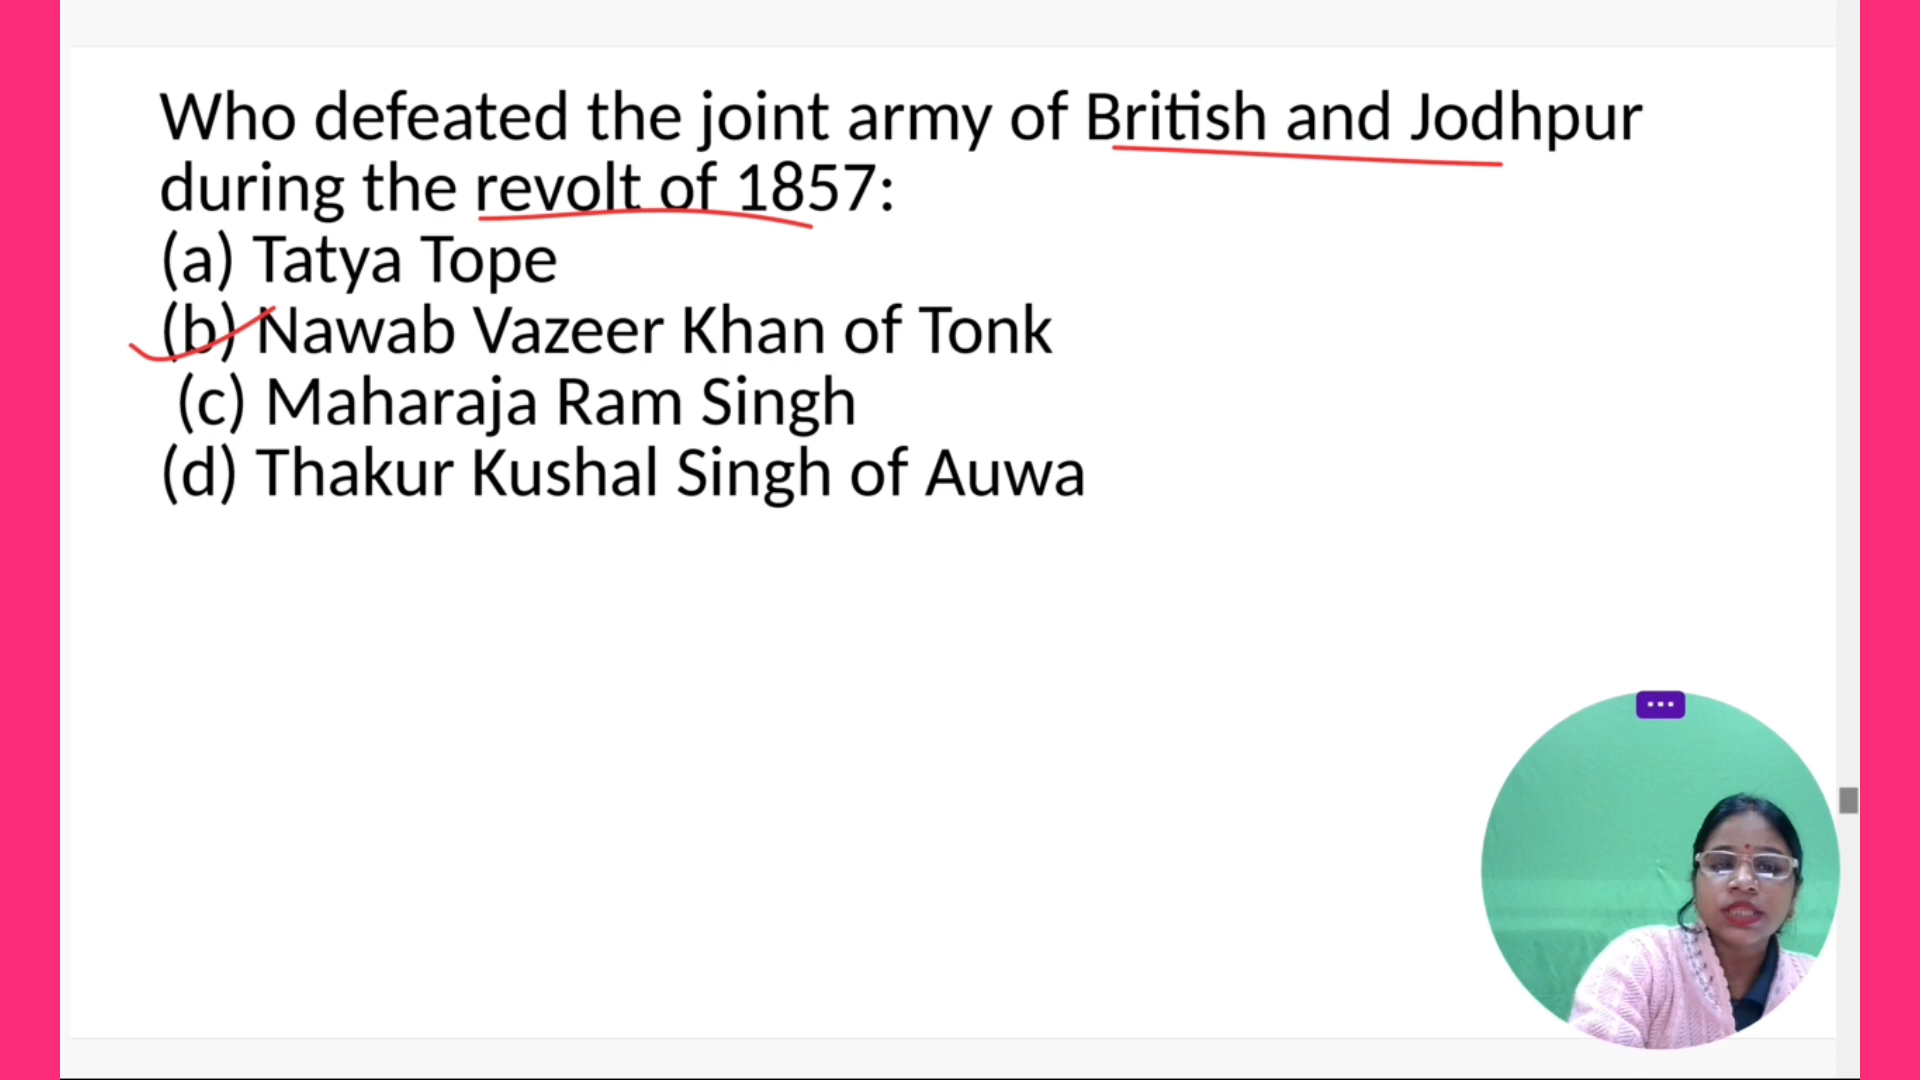 Who defeated the joint army of British and Jodhpur
during the revolt of 1857:
(a) Tatya Tope
(b) Nawab Vazeer Khan of Tonk
(c) Maharaja Ram Singh
(d) Thakur Kushal Singh of Auwa